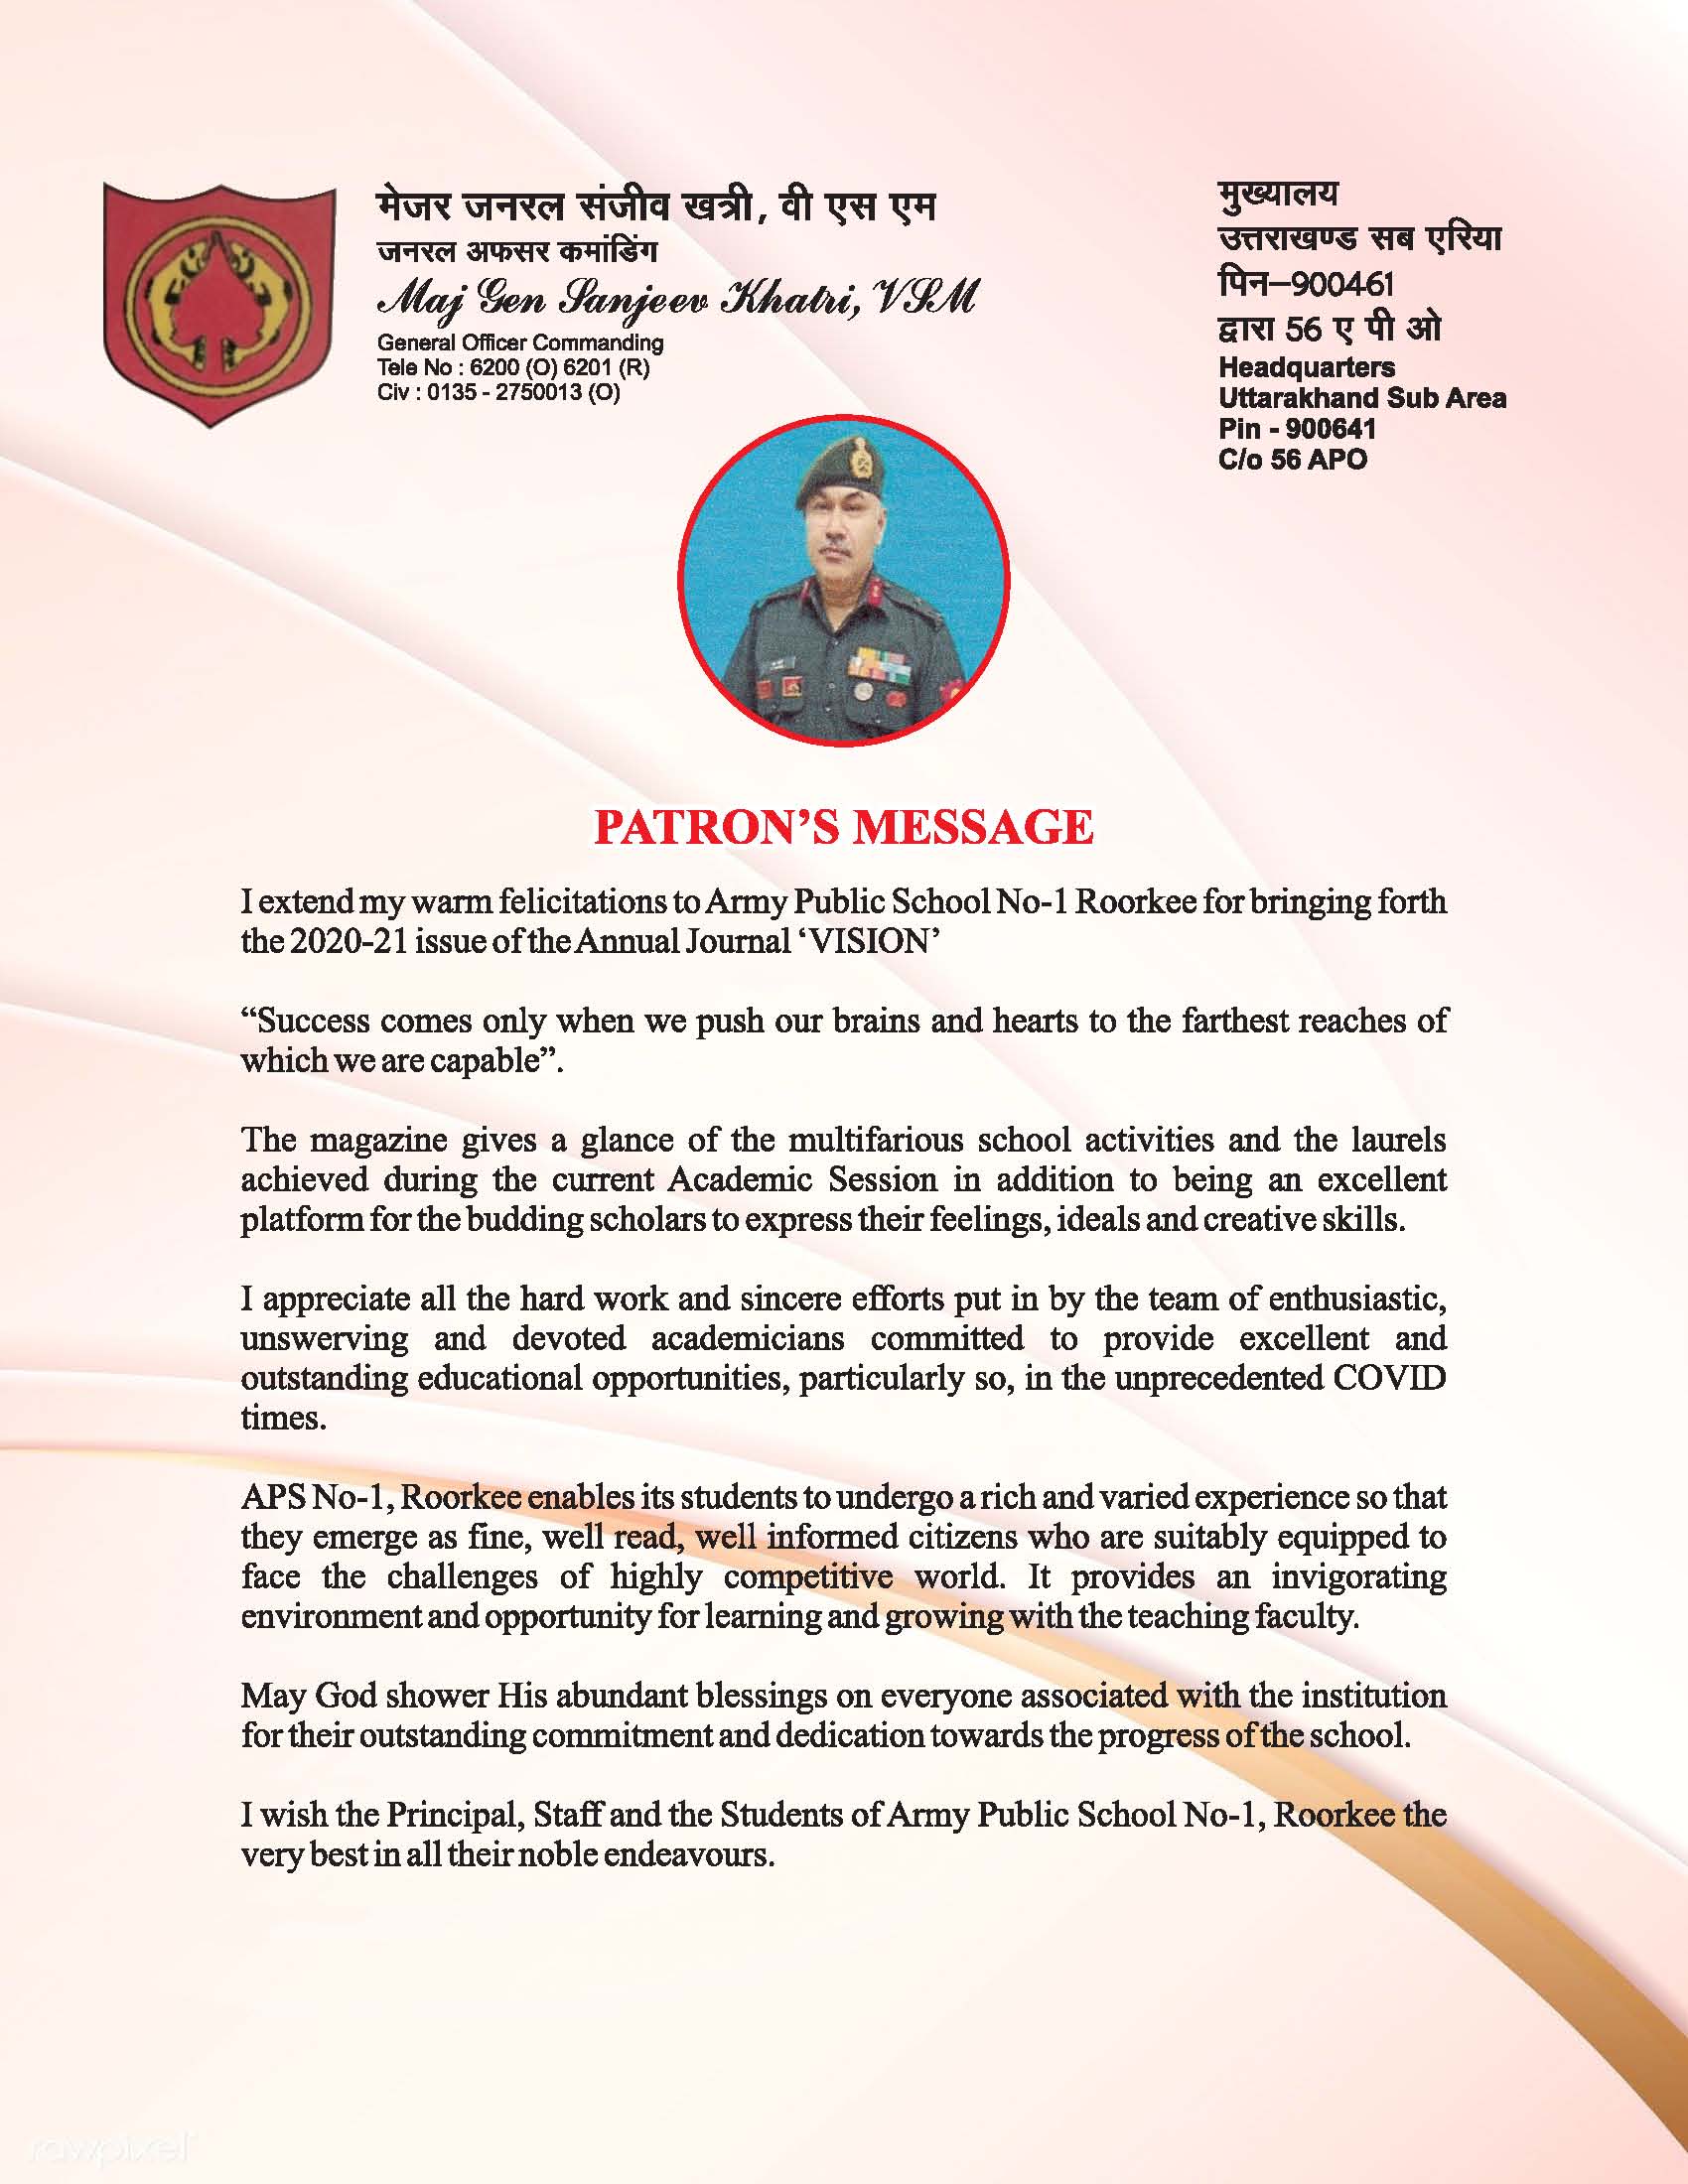 मेजर जनरल संजीव खत्री, वी एस एम
जनरल अफसर कमांडिंग
Maj Gen Sanjeev Khatri, VSM
General Officer Commanding
Tele No : 6200 (O) 6201 (R)
Civ : 0135 - 2750013 (O)
मुख्यालय
उत्तराखण्ड सब एरिया
पिन–900461
द्वारा 56 ए पी ओ
Headquarters
Uttarakhand Sub Area
Pin - 900641
C/o 56 APO
PATRON’S MESSAGE
I extend my warm felicitations to Army Public School No-1 Roorkee for bringing forth
the 2020-21 issue of the Annual Journal ‘VISION’
“Success comes only when we push our brains and hearts to the farthest reaches of
which we are capable”.
The magazine gives a glance of the multifarious school activities and the laurels
achieved during the current Academic Session in addition to being an excellent
platform for the budding scholars to express their feelings, ideals and creative skills.
I appreciate all the hard work and sincere efforts put in by the team of enthusiastic,
unswerving and devoted academicians committed to provide excellent and
outstanding educational opportunities, particularly so, in the unprecedented COVID
times.
APS No-1, Roorkee enables its students to undergo a rich and varied experience so that
they emerge as fine, well read, well informed citizens who are suitably equipped to
face the challenges of highly competitive world. It provides an invigorating
environment and opportunity for learning and growing with the teaching faculty.
May God shower His abundant blessings on everyone associated with the institution
for their outstanding commitment and dedication towards the progress of the school.
I wish the Principal, Staff and the Students of Army Public School No-1, Roorkee the
very best in all their noble endeavours.
rawpixel